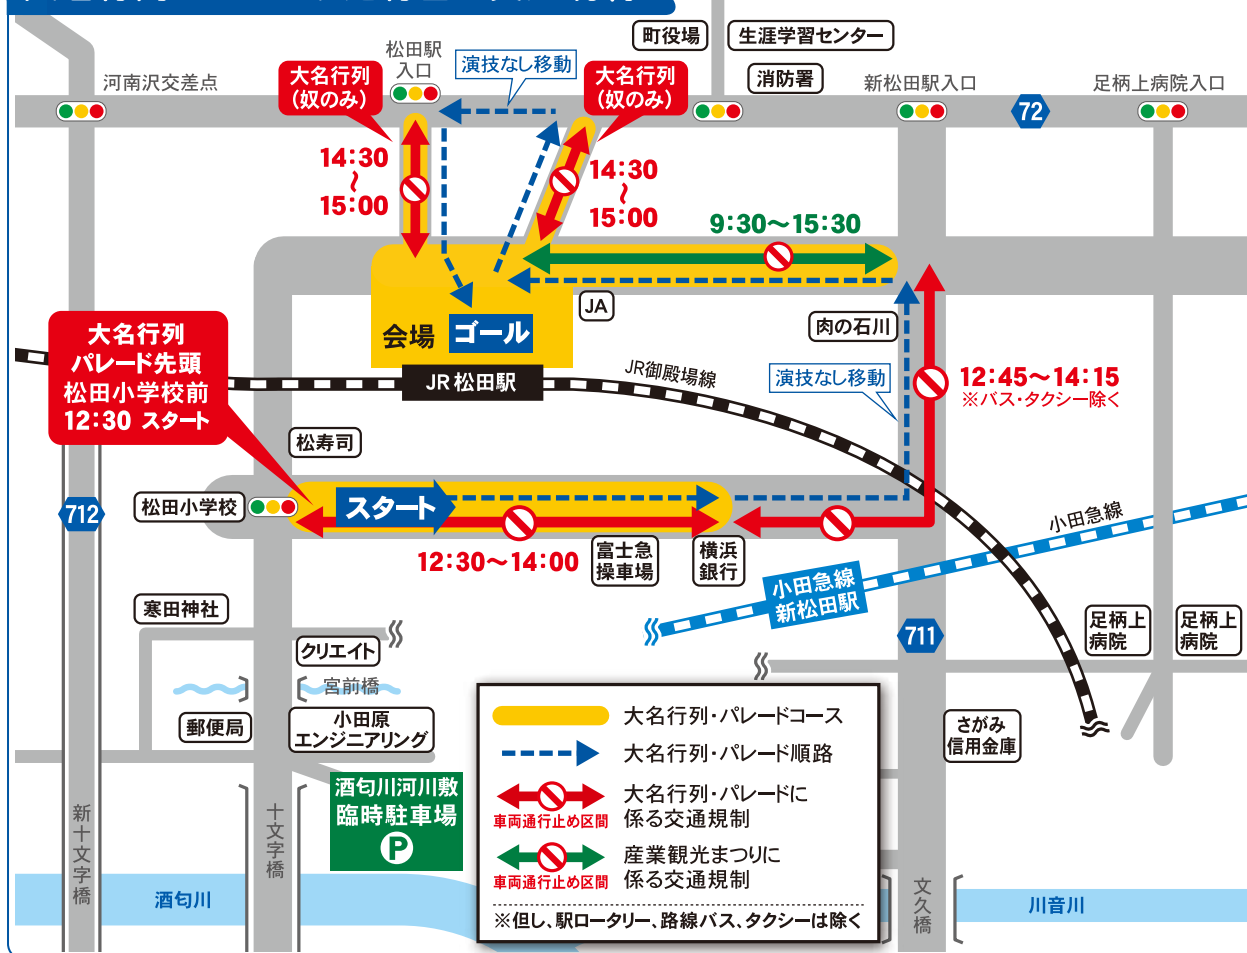 町役場
生涯学習センター
消防署
松田駅
入口
演技なし移動
大名行列
(奴のみ)
大名行列
(奴のみ)
河南沢交差点
新松田駅入口
足柄上病院入口
72
14:30
〜
15:00
14:30
〜
15:00
9:30〜15:30
JA
肉の石川
会場
ゴール
大名行列
パレード先頭
松田小学校前
12:30 スタート
JR 松田駅
JR御殿場線
演技なし移動
12:45〜14:15
※バス・タクシー除く
松寿司
松田小学校
スタート
712
12:30〜14:00
富士急
操車場
横浜
銀行
小田急線
小田急線
新松田駅
711
寒田神社
クリエイト
宮前橋
足柄上
病院
足柄上
病院
郵便局
小田原
エンジニアリング
さがみ
信用金庫
大名行列・パレードコース
大名行列・パレード順路
車両通行止め区間
大名行列・パレードに
係る交通規制
車両通行止め区間
産業観光まつりに
係る交通規制
※但し、駅ロータリー、路線バス、タクシーは除く
酒匂川河川敷
臨時駐車場
P
新十文字橋
十文字橋
文久橋
酒匂川
川音川